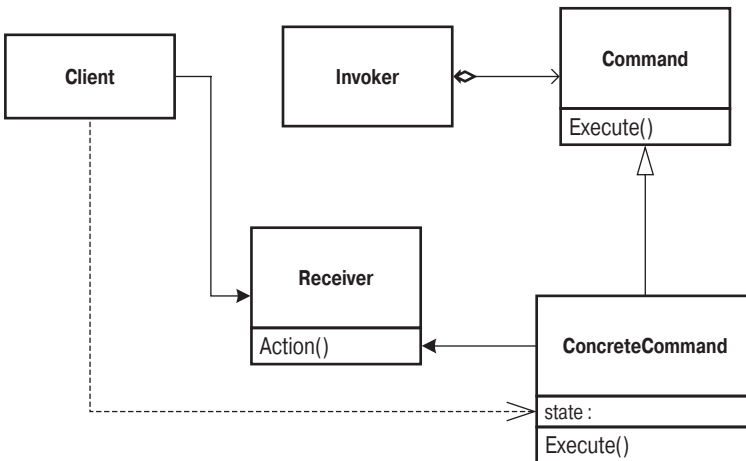 Client
Invoker
Command
Execute()
Receiver
Action()
ConcreteCommand
state :
Execute()